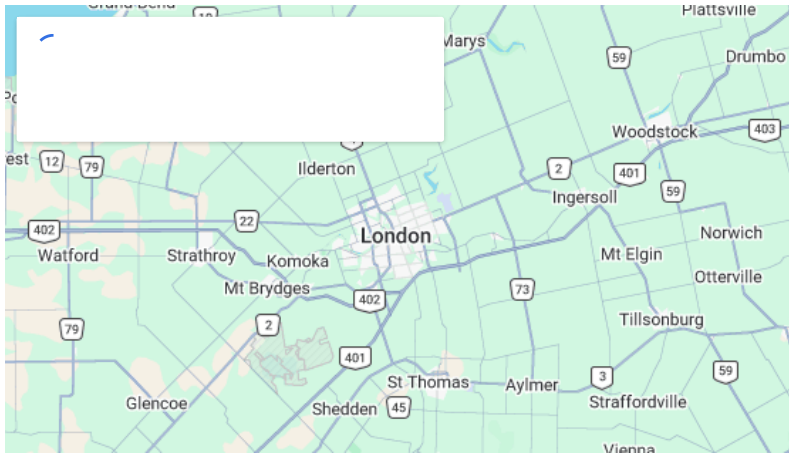 Grand Bend
Plattsville
Marys
59
Drumbo
Woodstock
403
est
12
79
Ilderton
2
401
59
Ingersoll
22
402
London
Norwich
Watford
Strathroy
Komoka
Mt Elgin
Otterville
Mt Brydges
402
73
79
2
Tillsonburg
401
St Thomas
Aylmer
3
59
Glencoe
Shedden
45
Straffordville
Vienna